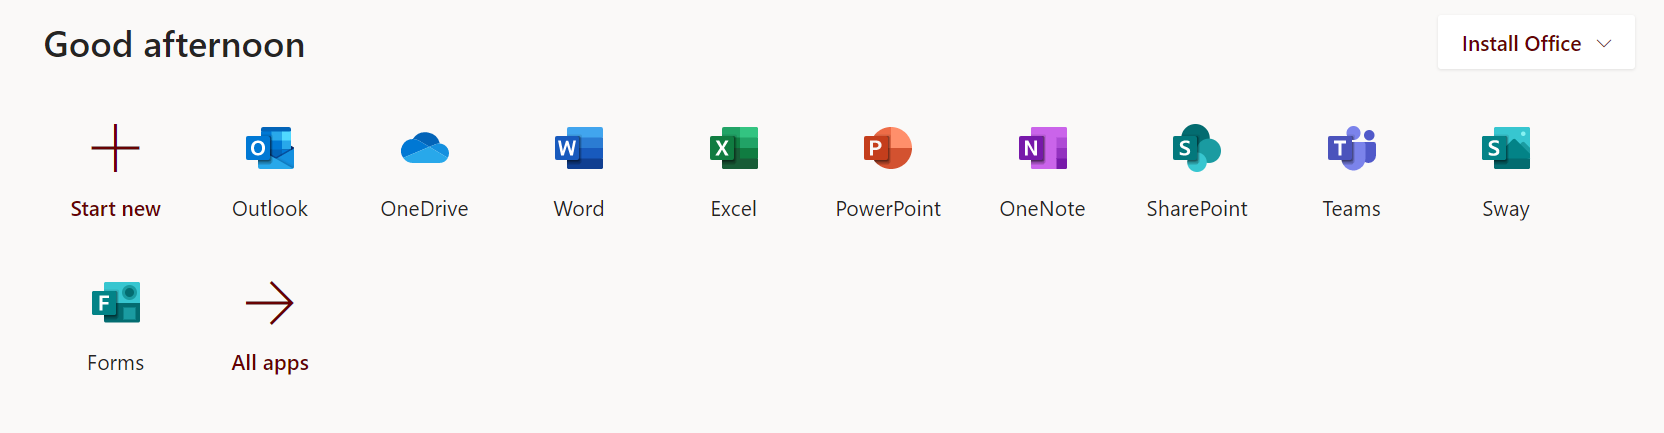 Good afternoon
Install Office
O W X P N S T S
Start new Outlook OneDrive Word Excel PowerPoint OneNote SharePoint Teams Sway
F
Forms All apps